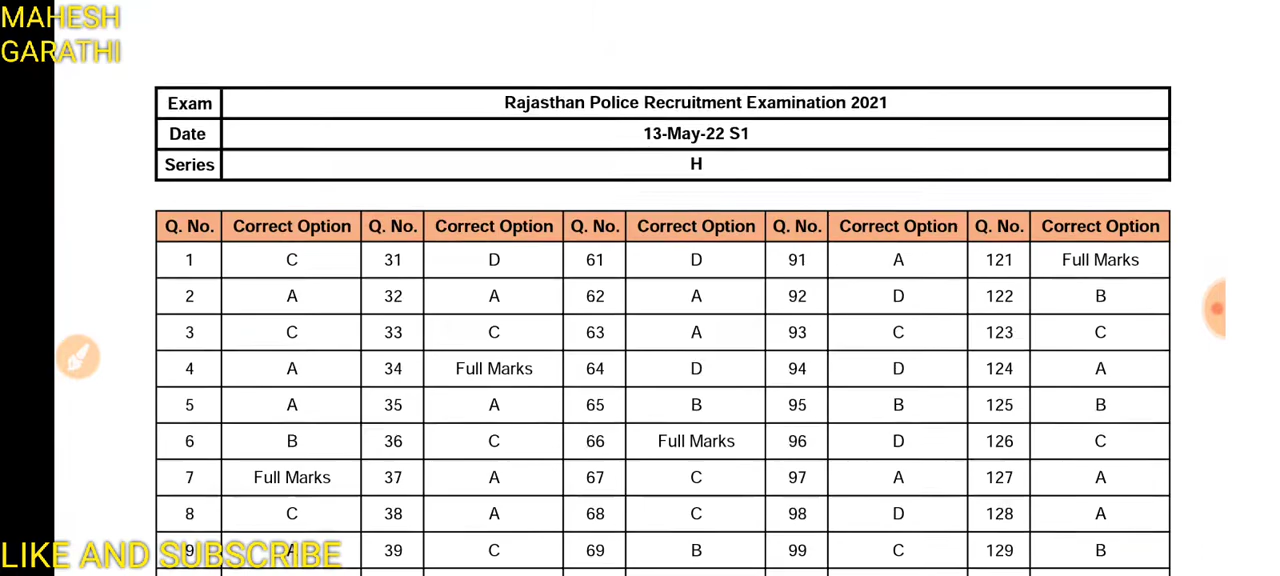 MAHESH
GARATHI
Exam Rajasthan Police Recruitment Examination 2021
Date 13-May-22 S1
Series H
Q. No. Correct Option Q. No. Correct Option Q. No. Correct Option Q. No. Correct Option Q. No. Correct Option
1 C 31 D 61 D 91 A 121 Full Marks
2 A 32 A 62 A 92 D 122 B
3 C 33 C 63 A 93 C 123 C
4 A 34 Full Marks 64 D 94 D 124 A
5 A 35 A 65 B 95 B 125 B
6 B 36 C 66 Full Marks 96 D 126 C
7 Full Marks 37 A 67 C 97 A 127 A
8 C 38 A 68 C 98 D 128 A
9 A 39 C 69 B 99 C 129 B
LIKE AND SUBSCRIBE